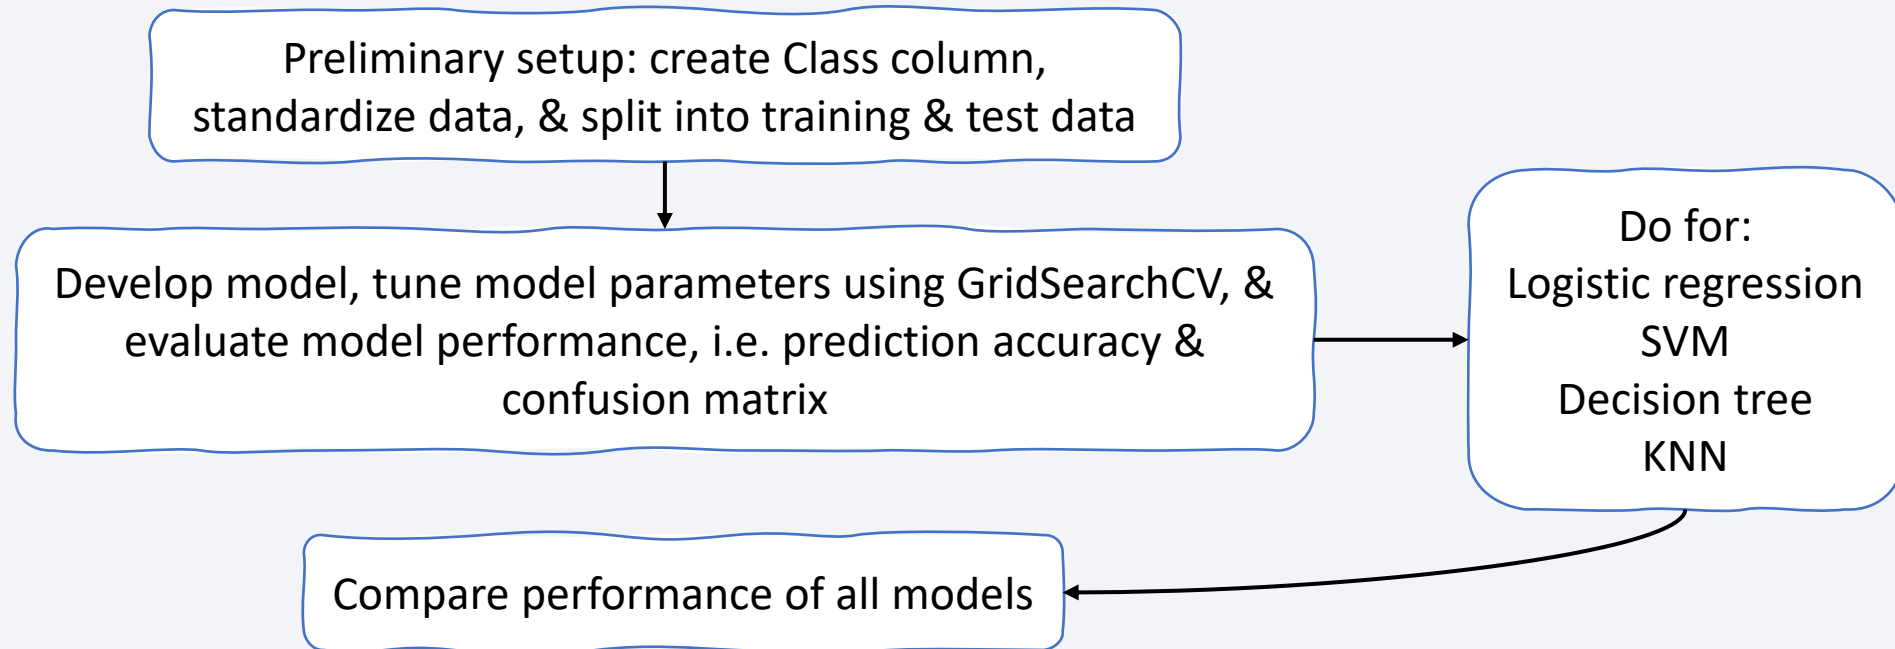 Preliminary setup: create Class column,
standardize data, & split into training & test data
Develop model, tune model parameters using GridSearchCV, &
evaluate model performance, i.e. prediction accuracy &
confusion matrix
Do for:
Logistic regression
SVM
Decision tree
KNN
Compare performance of all models